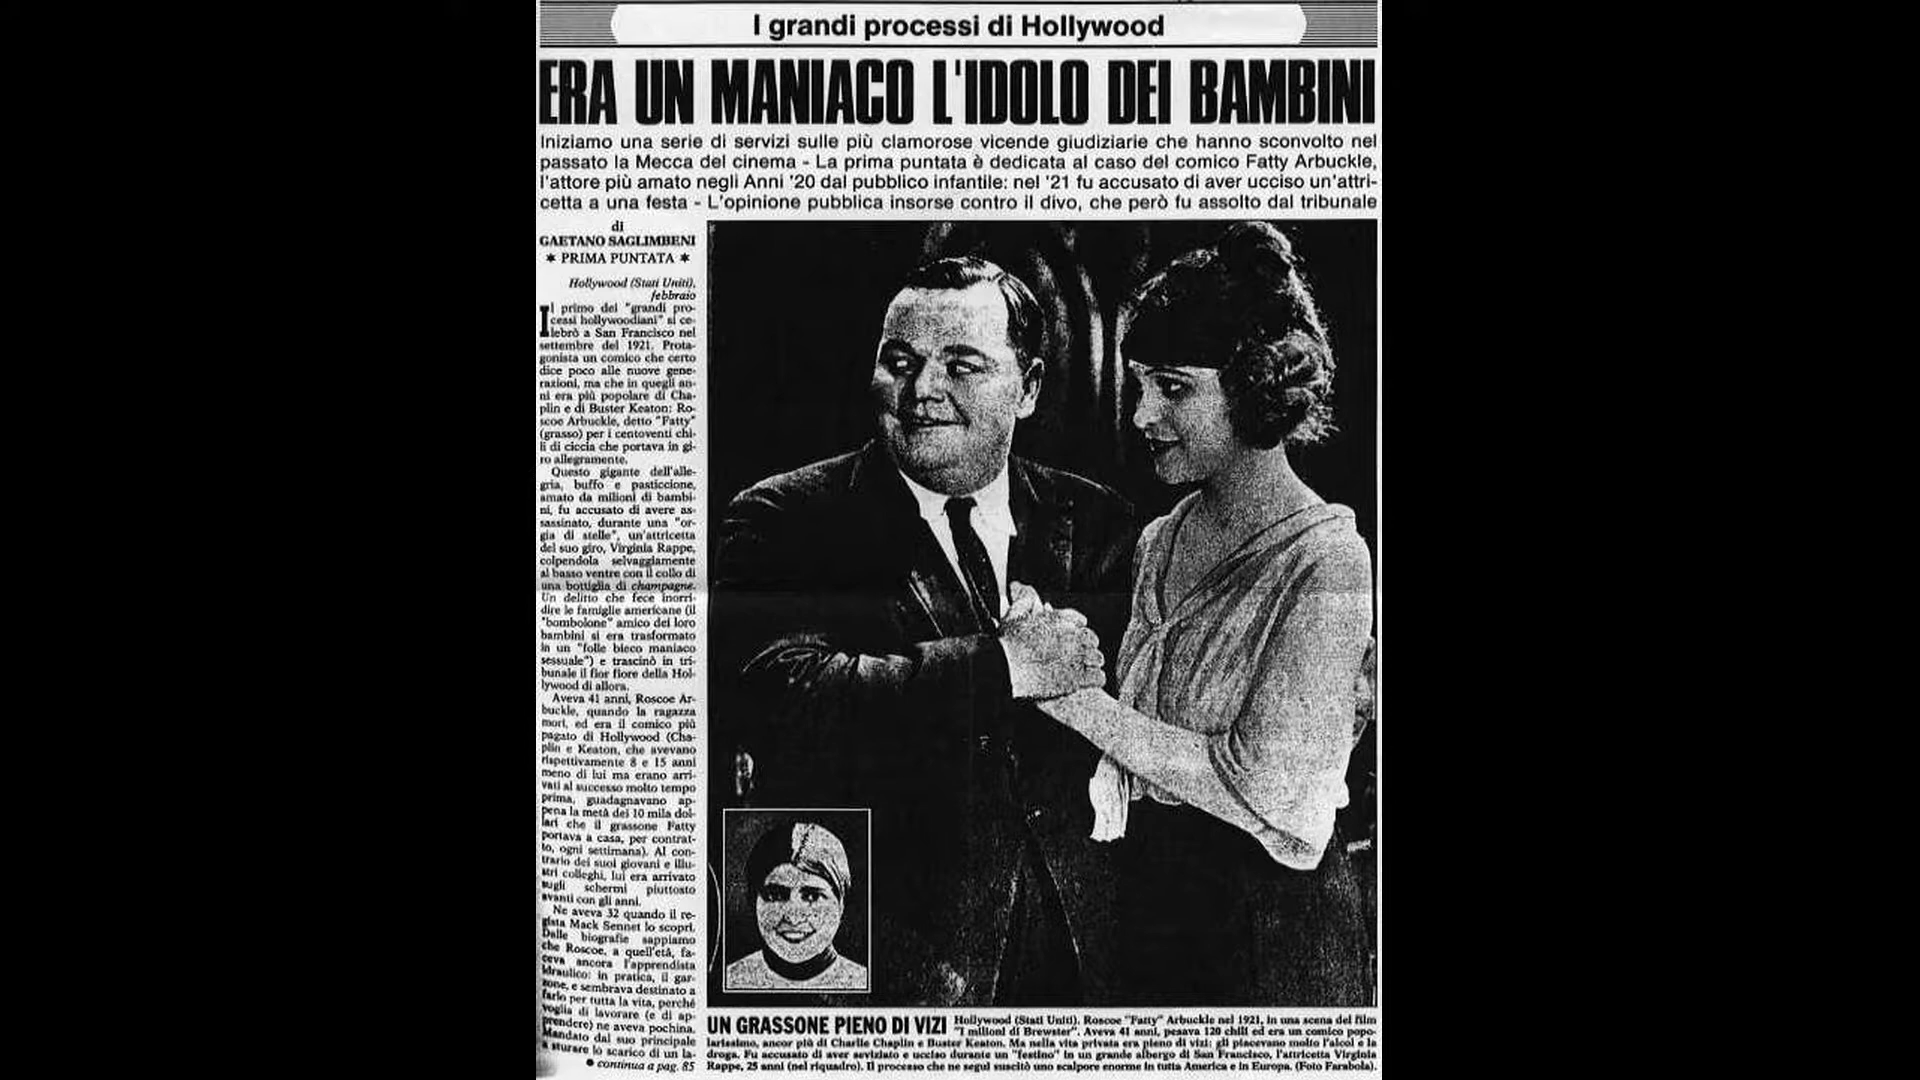 I grandi processi di Hollywood
ERA UN MANIACO L'IDOLO DEI BAMBINI
Iniziamo una serie di servizi sulle più clamorose vicende giudiziarie che hanno sconvolto nel
passato la Mecca del cinema - La prima puntata è dedicata al caso del comico Fatty Arbuckle,
l'attore più amato negli Anni '20 dal pubblico infantile: nel '21 fu accusato di aver ucciso un'attri-
cetta a una festa - L'opinione pubblica insorse contro il divo, che però fu assolto dal tribunale
di
GAETANO SAGLIMBENI
★ PRIMA PUNTATA ★
Hollywood (Stati Uniti),
febbraio
Il primo dei "grandi pro-
cessi hollywoodiani" si ce-
lebrò a San Francisco nel
settembre del 1921. Prota-
gonista un comico che certo
dice poco alle nuove gene-
razioni, ma che in quegli an-
ni era più popolare di Cha-
plin e di Buster Keaton: Ro-
scoe Arbuckle, detto "Fatty"
(grasso) per i centoventi chi-
li di ciccia che portava in gi-
ro allegramente.
Questo gigante dell'alle-
gria, buffo e pasticcione,
amato da milioni di bambi-
ni, fu accusato di avere as-
sassinato, durante una "or-
gia di stelle", un'attricetta
del suo giro, Virginia Rappe,
colpendola selvaggiamente
al basso ventre con il collo di
una bottiglia di champagne.
Un delitto che fece inorri-
dire le famiglie americane (il
"bombolone" amico dei loro
bambini si era trasformato
in un "folle bieco maniaco
sessuale") e trascinò in tri-
bunale il fior fiore della Hol-
lywood di allora.
Aveva 41 anni, Roscoe Ar-
buckle, quando la ragazza
morì, ed era il comico più
pagato di Hollywood (Cha-
plin e Keaton, che avevano
rispettivamente 8 e 15 anni
meno di lui ma erano arri-
vati al successo molto tempo
prima, guadagnavano ap-
pena la metà dei 10 mila dol-
lari che il grassone Fatty
portava a casa, per contrat-
to, ogni settimana). Al con-
trario dei suoi giovani e illu-
stri colleghi, lui era arrivato
sugli schermi piuttosto
avanti con gli anni.
Ne aveva 32 quando il re-
gista Mack Sennet lo scoprì.
Dalle biografie sappiamo
che Roscoe, a quell'età, fa-
ceva ancora l'apprendista
idraulico: in pratica, il gar-
zone, e sembrava destinato a
farlo per tutta la vita, perché
voglia di lavorare (e di ap-
prendere) ne aveva pochina.
Mandato dal suo principale
a sturare lo scarico di un la-
● continua a pag. 85
UN GRASSONE PIENO DI VIZI Hollywood (Stati Uniti). Roscoe "Fatty" Arbuckle nel 1921, in una scena del film
"I milioni di Brewster". Aveva 41 anni, pesava 120 chili ed era un comico popo-
larissimo, ancor più di Charlie Chaplin e Buster Keaton. Ma nella vita privata era pieno di vizi: gli piacevano molto l'alcol e la
droga. Fu accusato di aver seviziato e ucciso durante un "festino" in un grande albergo di San Francisco, l'attricetta Virginia
Rappe, 25 anni (nel riquadro). Il processo che ne seguì suscitò uno scalpore enorme in tutta America e in Europa. (Foto Farabola).